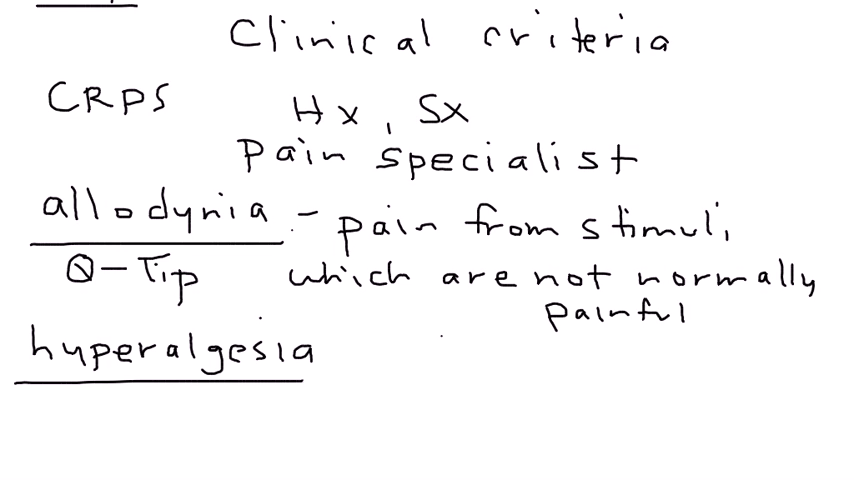 Clinical criteria
CRPS Hx, Sx
Pain specialist
allodynia - pain from stimuli
Q-Tip which are not normally
painful
hyperalgesia